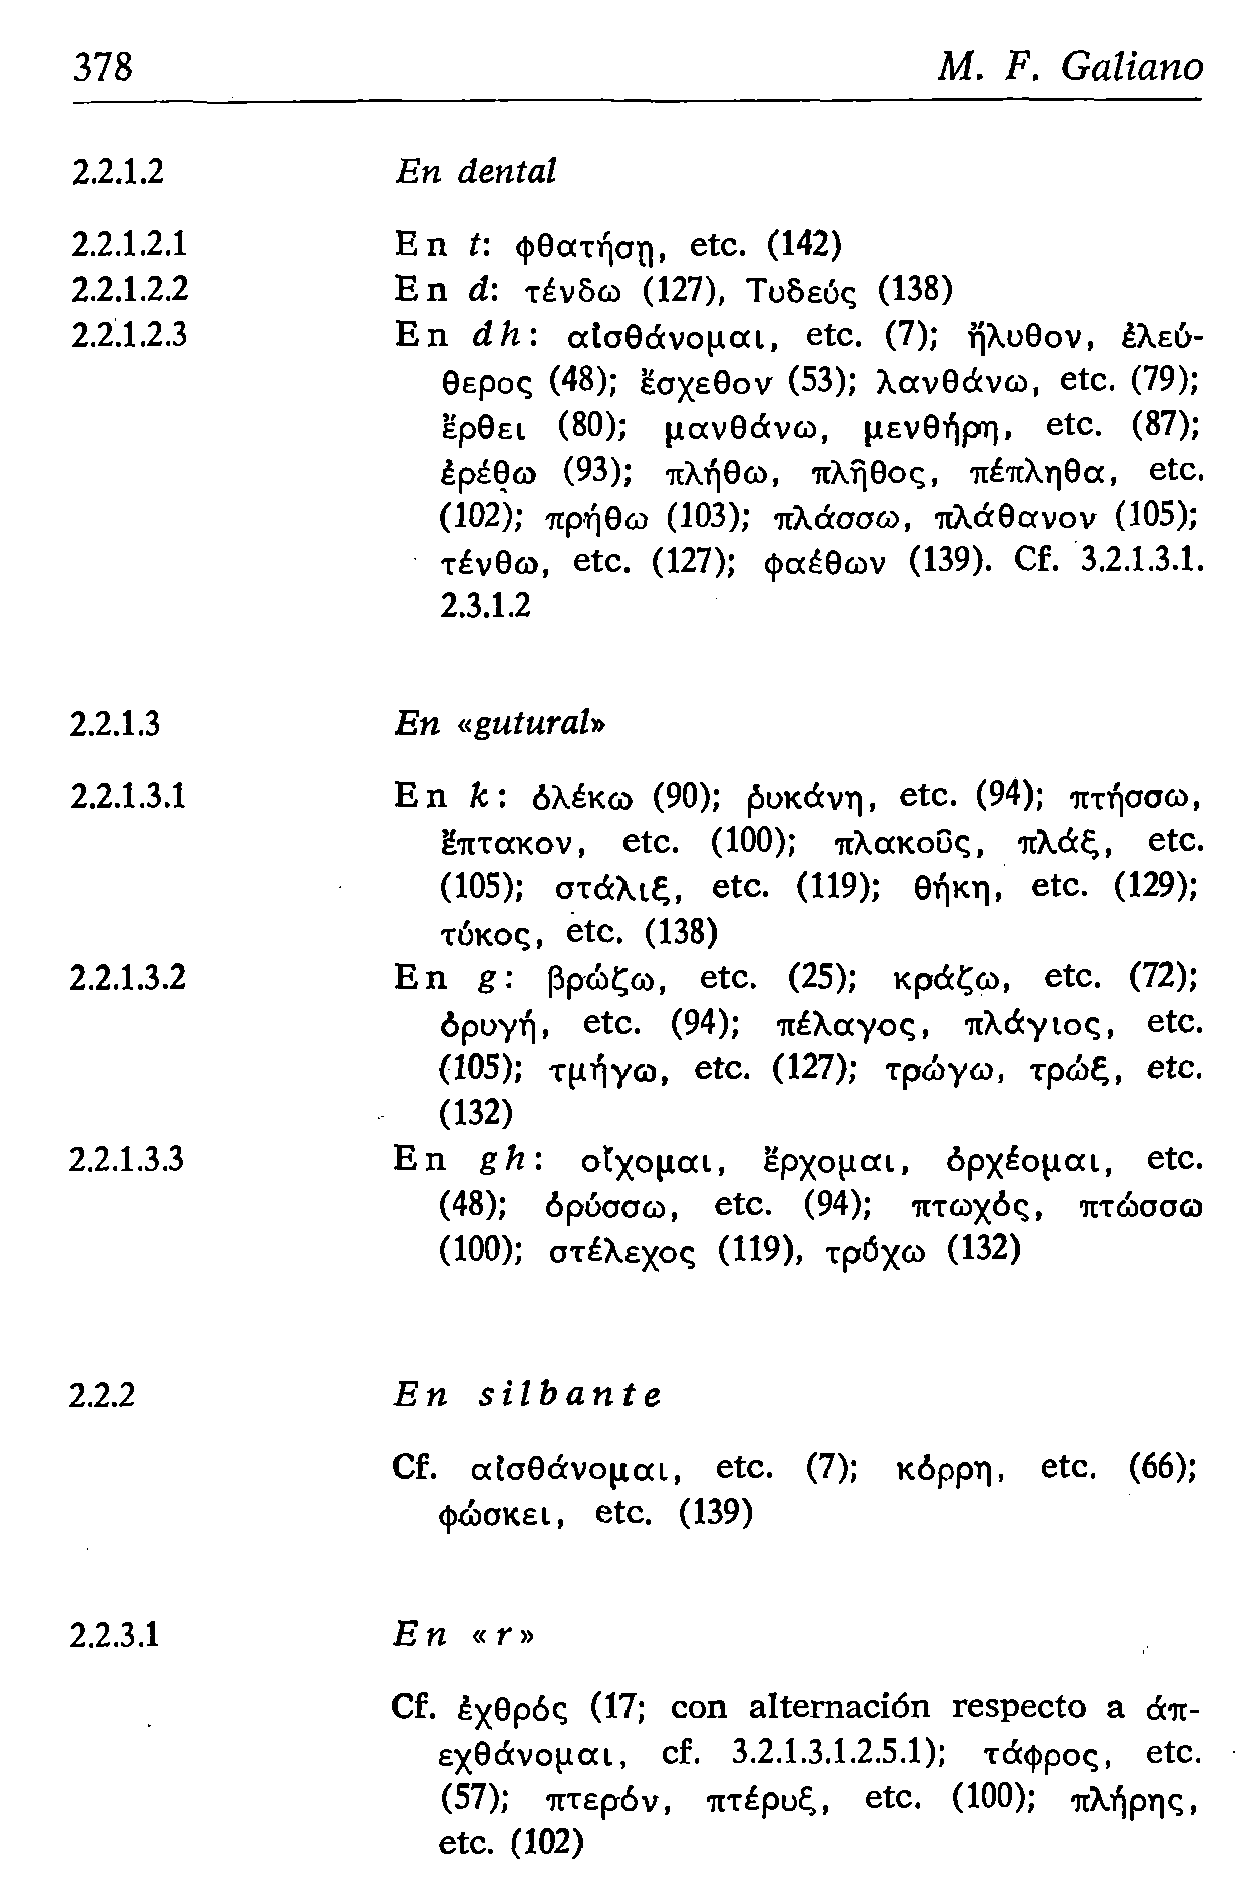 378 M. F. Galiano
2.2.1.2 En dental
2.2.1.2.1 En t: φθατήσῃ, etc. (142)
2.2.1.2.2 En d: τένδω (127), Τυδεύς (138)
2.2.1.2.3 En dh: αἰσθάνομαι, etc. (7); ἤλυθον, ἐλεύ-
θερος (48); ἔσχεθον (53); λανθάνω, etc. (79);
ἔρθει (80); μανθάνω, μενθήρη, etc. (87);
ἐρέθω (93); πλήθω, πλῆθος, πέπληθα, etc.
(102); πρήθω (103); πλάσσω, πλάθανον (105);
τένθω, etc. (127); φαέθων (139). Cf. 3.2.1.3.1.
2.3.1.2
2.2.1.3 En «gutural»
2.2.1.3.1 En k: ὀλέκω (90); ῥυκάνη, etc. (94); πτήσσω,
ἔπτακον, etc. (100); πλακοῦς, πλάξ, etc.
(105); στάλιξ, etc. (119); θήκη, etc. (129);
τύκος, etc. (138)
2.2.1.3.2 En g: βρώζω, etc. (25); κράζω, etc. (72);
ὀρυγή, etc. (94); πέλαγος, πλάγιος, etc.
(105); τμήγω, etc. (127); τρώγω, τρώξ, etc.
(132)
2.2.1.3.3 En gh: οἴχομαι, ἔρχομαι, ὀρχέομαι, etc.
(48); ὀρύσσω, etc. (94); πτωχός, πτώσσω
(100); στέλεχος (119), τρύχω (132)
2.2.2 En silbante
Cf. αἰσθάνομαι, etc. (7); κόρρη, etc. (66);
φώσκει, etc. (139)
2.2.3.1 En «r»
Cf. ἐχθρός (17; con alternación respecto a ἀπ-
εχθάνομαι, cf. 3.2.1.3.1.2.5.1); τάφρος, etc.
(57); πτερόν, πτέρυξ, etc. (100); πλήρης,
etc. (102)